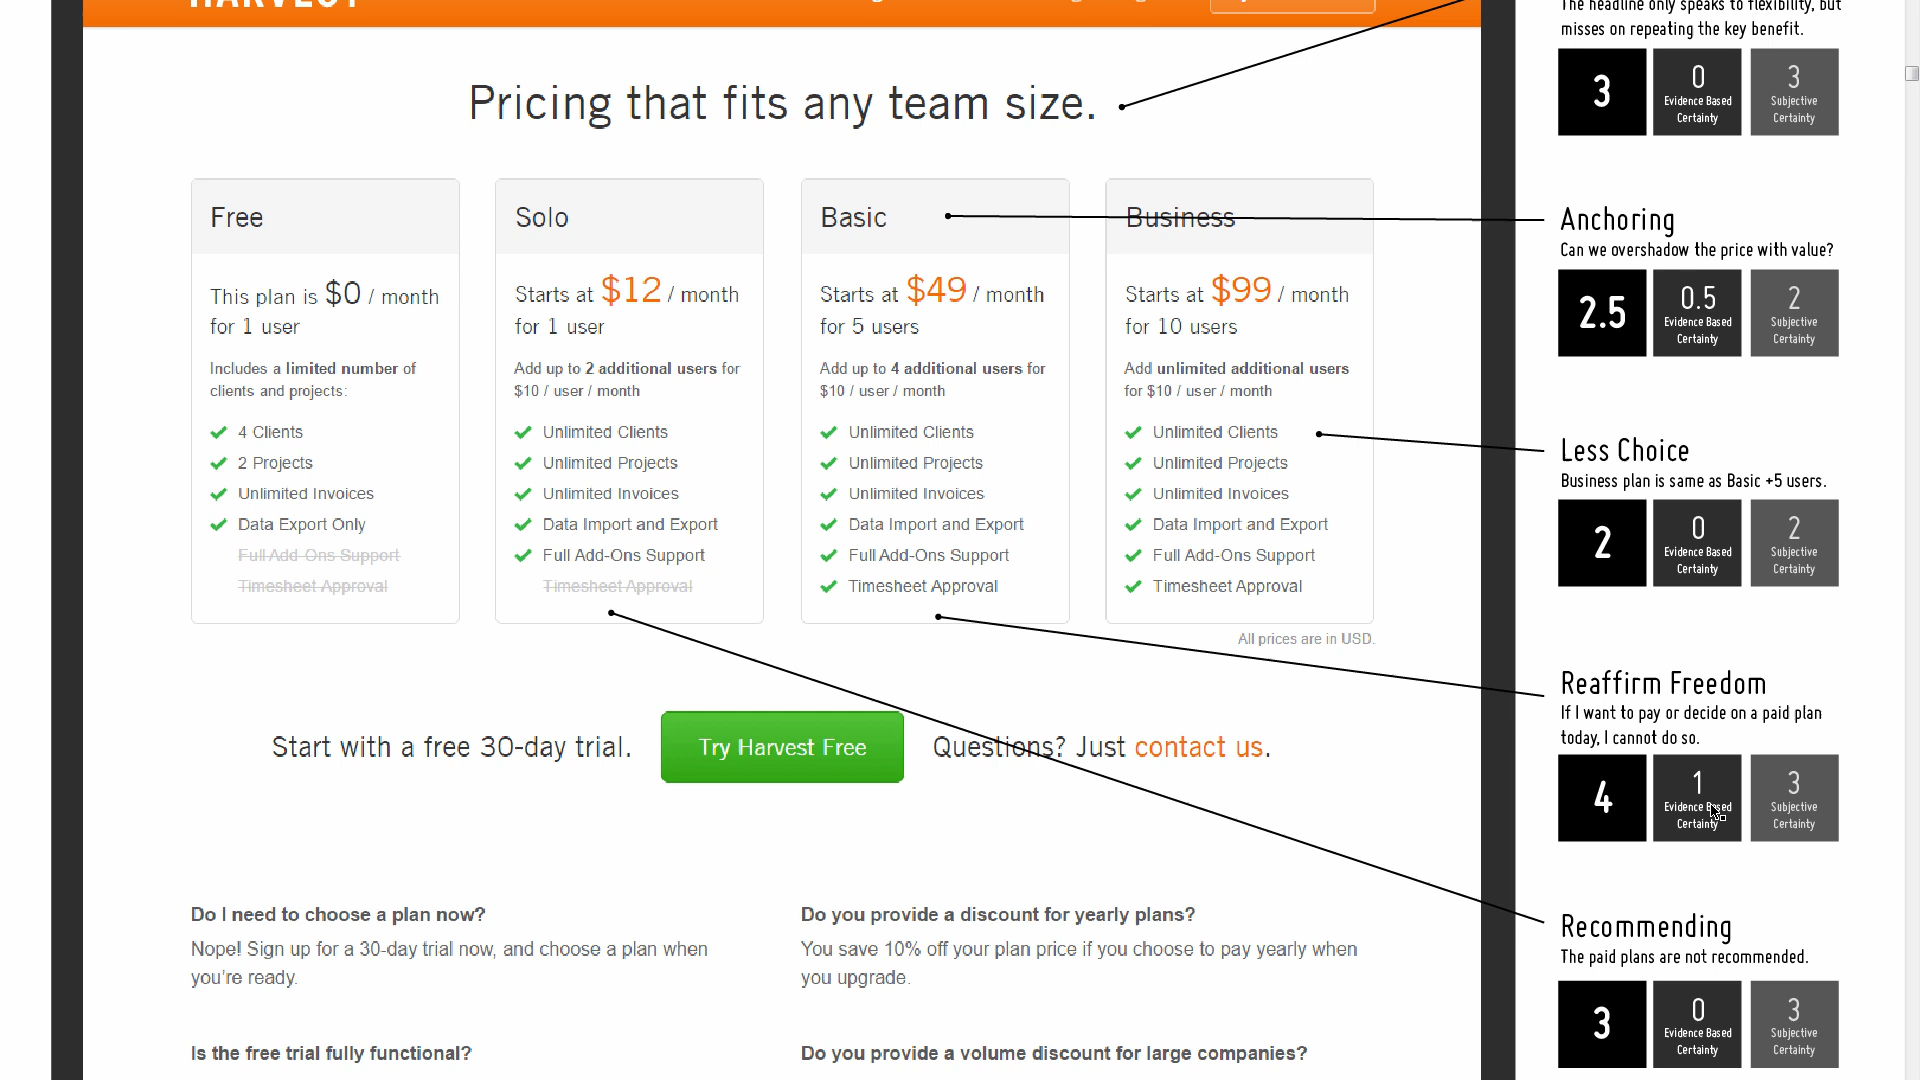 HARVEST
The headline only speaks to flexibility, but
misses on repeating the key benefit.
3
0
Evidence Based
Certainty
3
Subjective
Certainty
Pricing that fits any team size.
Free
This plan is $0 / month
for 1 user
Includes a limited number of
clients and projects:
4 Clients
2 Projects
Unlimited Invoices
Data Export Only
Full Add-Ons Support
Timesheet Approval
Solo
Starts at $12 / month
for 1 user
Add up to 2 additional users for
$10 / user / month
Unlimited Clients
Unlimited Projects
Unlimited Invoices
Data Import and Export
Full Add-Ons Support
Timesheet Approval
Basic
Starts at $49 / month
for 5 users
Add up to 4 additional users for
$10 / user / month
Unlimited Clients
Unlimited Projects
Unlimited Invoices
Data Import and Export
Full Add-Ons Support
Timesheet Approval
Business
Starts at $99 / month
for 10 users
Add unlimited additional users
for $10 / user / month
Unlimited Clients
Unlimited Projects
Unlimited Invoices
Data Import and Export
Full Add-Ons Support
Timesheet Approval
All prices are in USD.
Anchoring
Can we overshadow the price with value?
2.5
0.5
Evidence Based
Certainty
2
Subjective
Certainty
Less Choice
Business plan is same as Basic +5 users.
2
0
Evidence Based
Certainty
2
Subjective
Certainty
Reaffirm Freedom
If I want to pay or decide on a paid plan
today, I cannot do so.
4
1
Evidence Based
Certainty
3
Subjective
Certainty
Start with a free 30-day trial.
Try Harvest Free
Questions? Just contact us.
Recommending
The paid plans are not recommended.
3
0
Evidence Based
Certainty
3
Subjective
Certainty
Do I need to choose a plan now?
Nope! Sign up for a 30-day trial now, and choose a plan when
you're ready.
Do you provide a discount for yearly plans?
You save 10% off your plan price if you choose to pay yearly when
you upgrade.
Is the free trial fully functional?
Do you provide a volume discount for large companies?